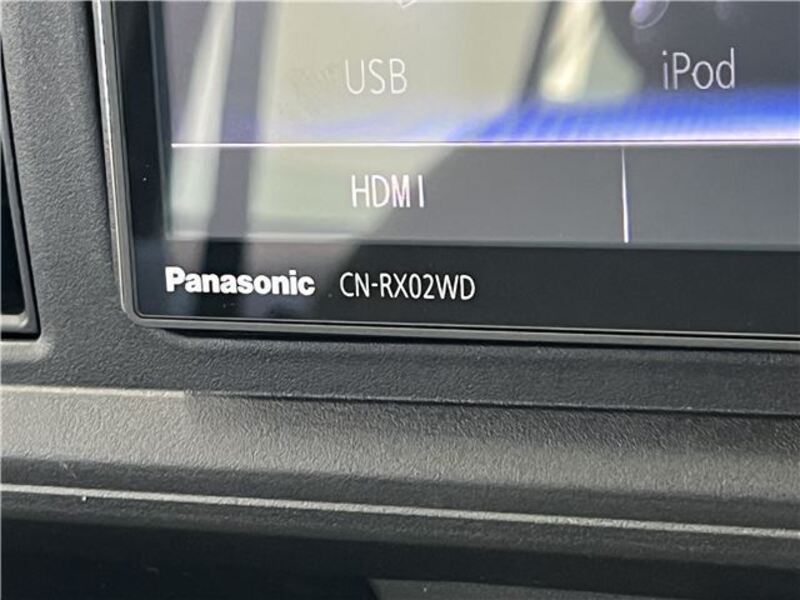 USB iPod
HDMI
Panasonic CN-RX02WD